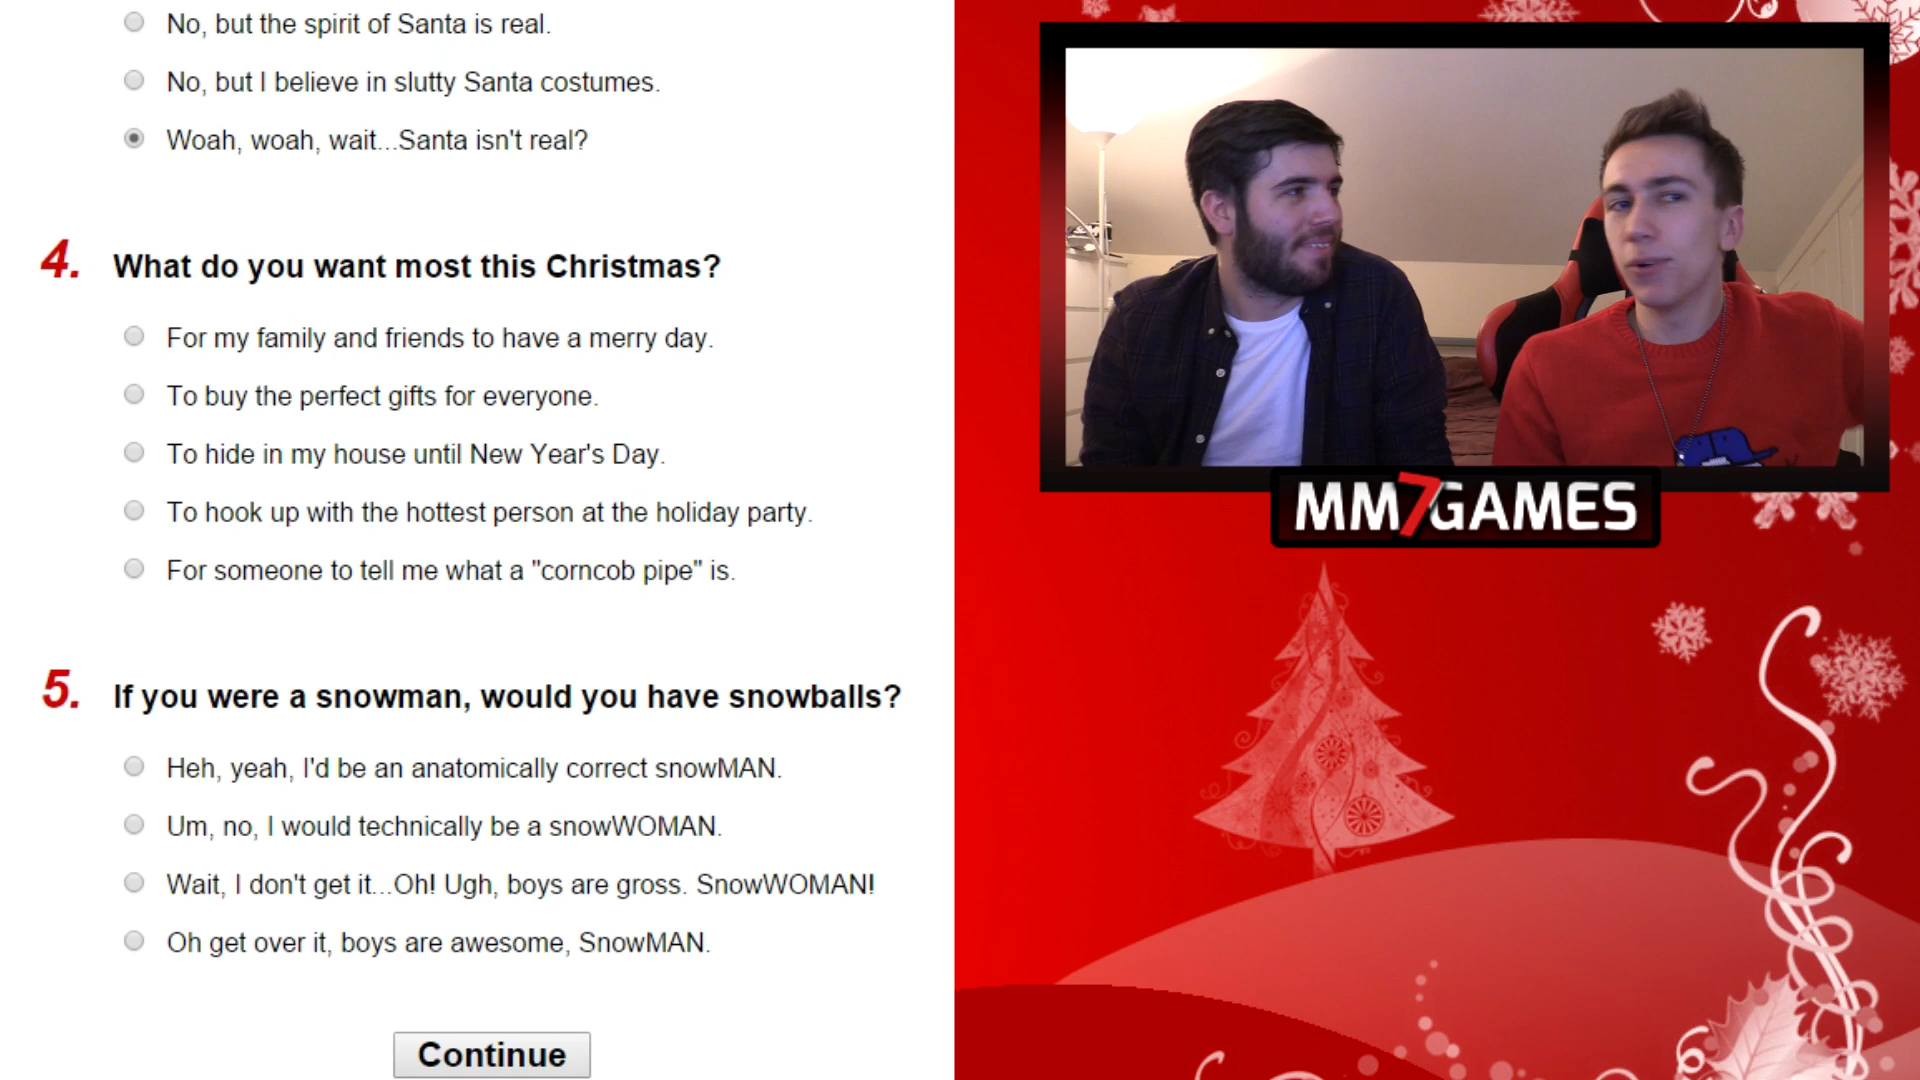 No, but the spirit of Santa is real.
No, but I believe in slutty Santa costumes.
Woah, woah, wait...Santa isn't real?
4. What do you want most this Christmas?
For my family and friends to have a merry day.
To buy the perfect gifts for everyone.
To hide in my house until New Year's Day.
To hook up with the hottest person at the holiday party.
For someone to tell me what a "corncob pipe" is.
5. If you were a snowman, would you have snowballs?
Heh, yeah, I'd be an anatomically correct snowMAN.
Um, no, I would technically be a snowWOMAN.
Wait, I don't get it...Oh! Ugh, boys are gross. SnowWOMAN!
Oh get over it, boys are awesome, SnowMAN.
Continue
MM7GAMES